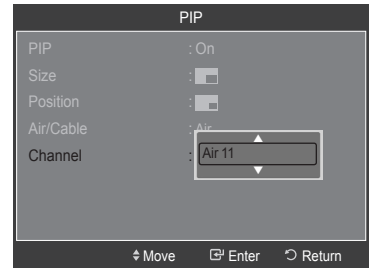 PIP
PIP : On
Size :
Position :
Air/Cable : Air
Channel : Air 11
Move Enter Return